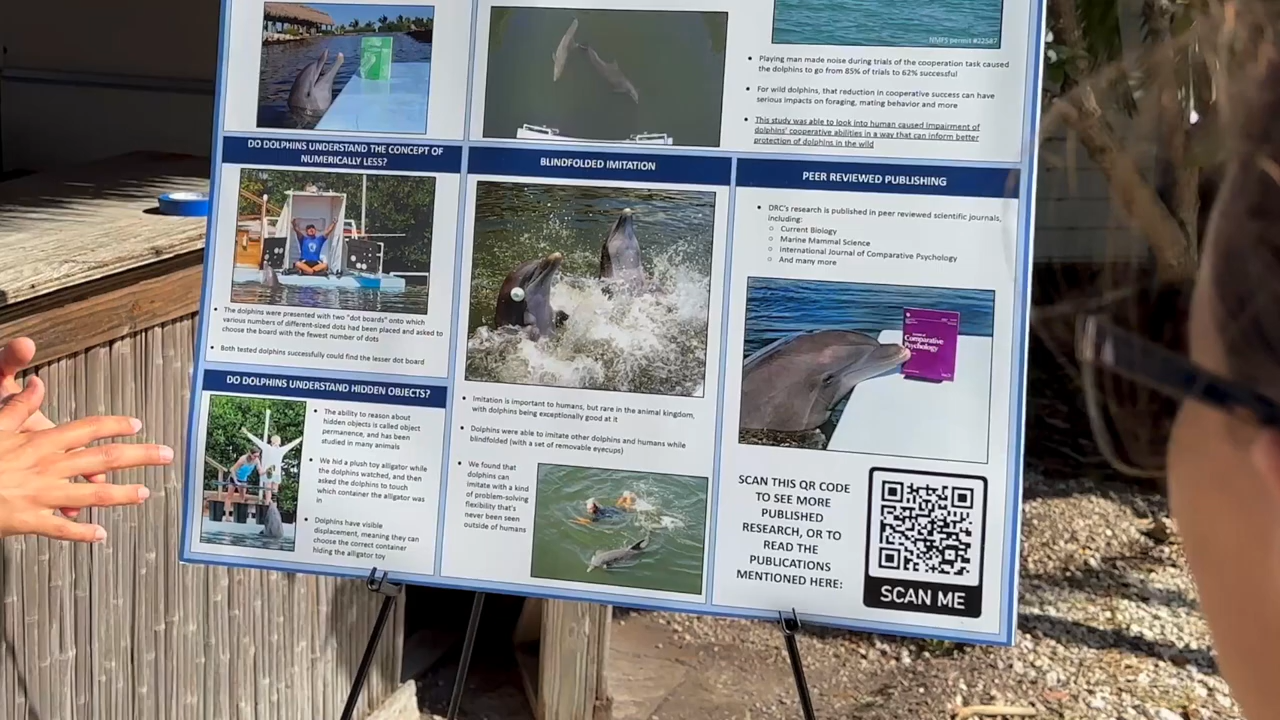 NMFS permit #22587
Playing man made noise during trials of the cooperation task caused
the dolphins to go from 85% of trials to 62% successful
For wild dolphins, that reduction in cooperative success can have
serious impacts on foraging, mating behavior and more
This study was able to look into human caused impairment of
dolphins' cooperative abilities in a way that can inform better
protection of dolphins in the wild
DO DOLPHINS UNDERSTAND THE CONCEPT OF
NUMERICALLY LESS?
The dolphins were presented with two "dot boards" onto which
various numbers of different-sized dots had been placed and asked to
choose the board with the fewest number of dots
Both tested dolphins successfully could find the lesser dot board
DO DOLPHINS UNDERSTAND HIDDEN OBJECTS?
The ability to reason about
hidden objects is called object
permanence, and has been
studied in many animals
We hid a plush toy alligator while
the dolphins watched, and then
asked the dolphins to touch
which container the alligator was
in
Dolphins have visible
displacement, meaning they can
choose the correct container
hiding the alligator toy
BLINDFOLDED IMITATION
Imitation is important to humans, but rare in the animal kingdom,
with dolphins being exceptionally good at it
Dolphins were able to imitate other dolphins and humans while
blindfolded (with a set of removable eyecups)
We found that
dolphins can
imitate with a kind
of problem-solving
flexibility that's
never been seen
outside of humans
PEER REVIEWED PUBLISHING
DRC's research is published in peer reviewed scientific journals,
including:
Current Biology
Marine Mammal Science
International Journal of Comparative Psychology
And many more
Comparative
Psychology
SCAN THIS QR CODE
TO SEE MORE
PUBLISHED
RESEARCH, OR TO
READ THE
PUBLICATIONS
MENTIONED HERE:
SCAN ME